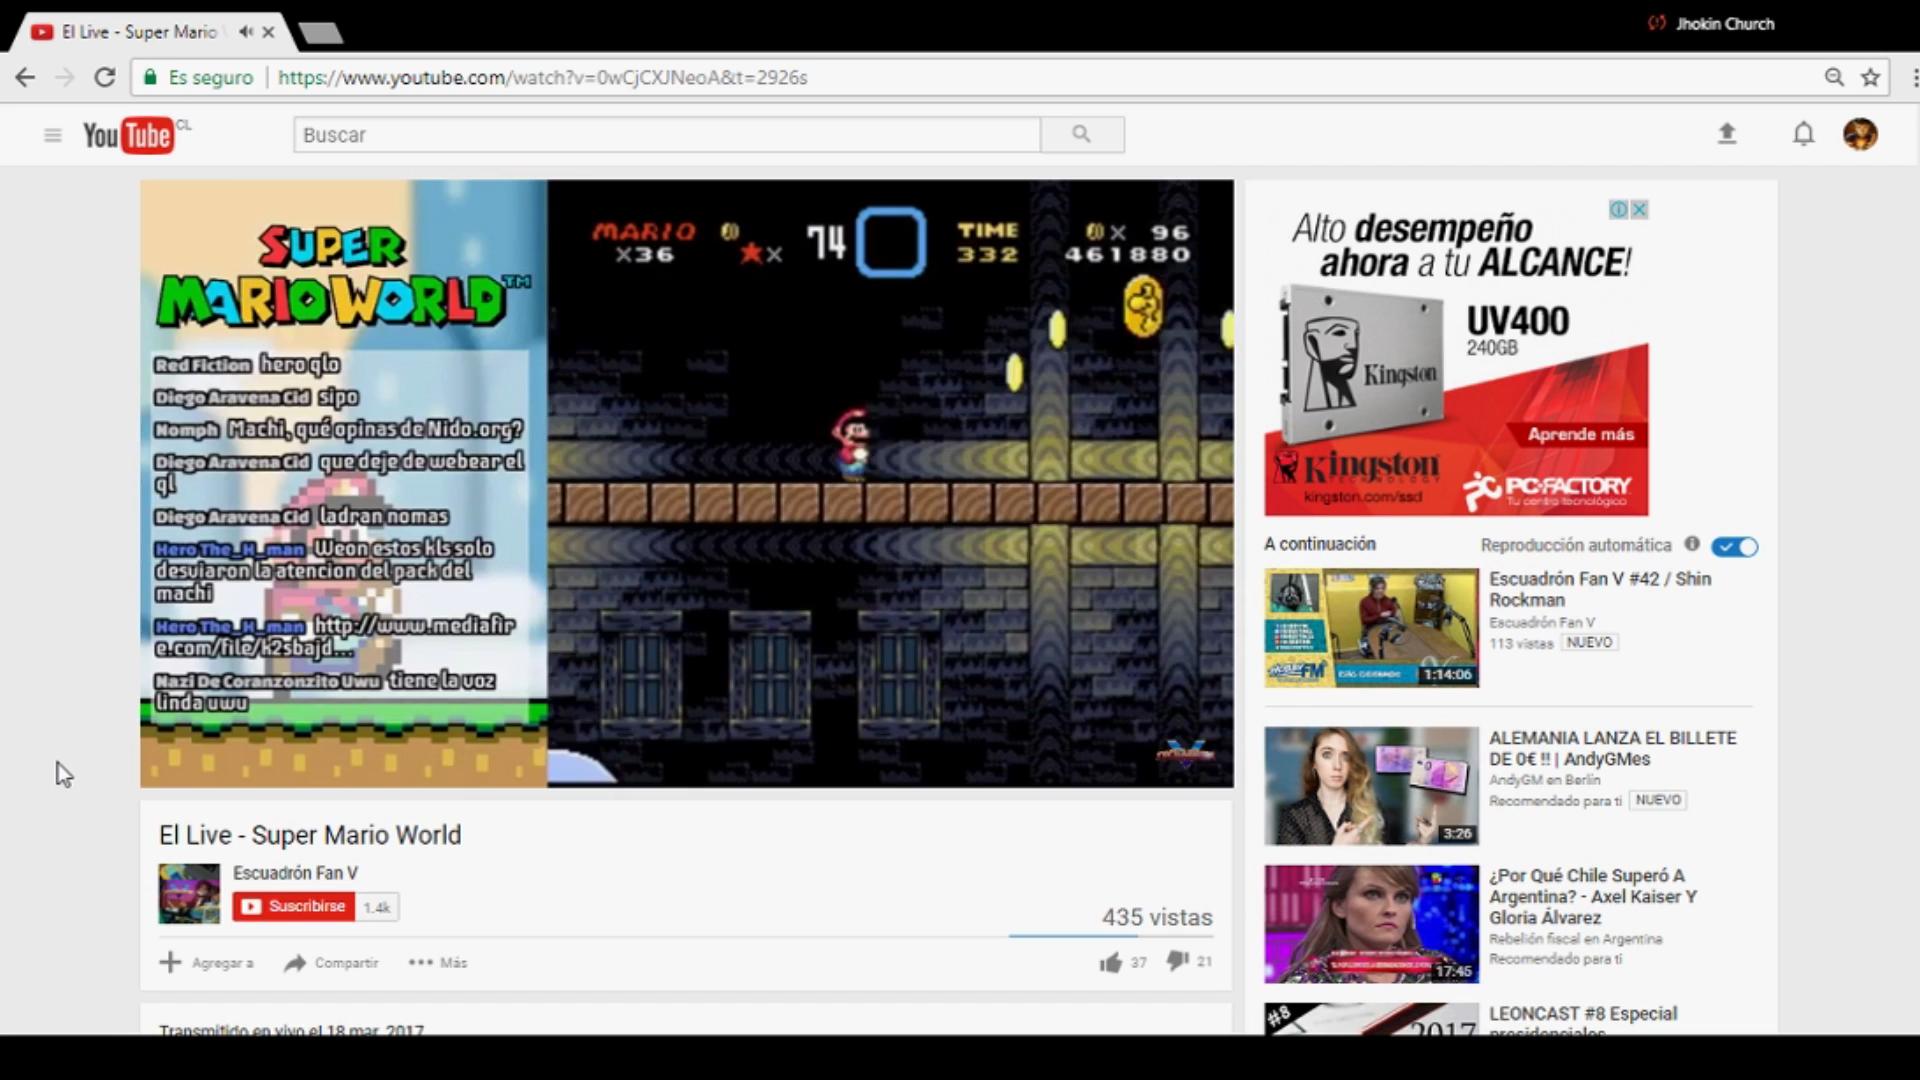 El Live - Super Mario
Jhokin Church
Es seguro | https://www.youtube.com/watch?v=0wCjCXJNeoA&t=2926s
YouTube CL
Buscar
SUPER
MARIO WORLD™
Red Fiction hero qlo
Diego Aravena Cid sipo
Nomph Machi, qué opinas de Nido.org?
Diego Aravena Cid que deje de webear el
ql
Diego Aravena Cid ladran nomas
Hero The_H_man Weon estos kls solo
desviaron la atencion del pack del
machi
Hero The_H_man http://www.mediafir
e.com/file/k2sbajd...
Nazi De Coranzonzito Uwu tiene la voz
linda uwu
MARIO
x36
x 74
TIME
332
x 96
461880
Alto desempeño
ahora a tu ALCANCE!
UV400
240GB
Kingston
Aprende más
Kingston
TECHNOLOGY
kingston.com/ssd
PC FACTORY
Tu centro tecnológico
A continuación
Reproducción automática
Escuadrón Fan V #42 / Shin
Rockman
Escuadrón Fan V
113 vistas NUEVO
1:14:06
ALEMANIA LANZA EL BILLETE
DE 0€ !! | AndyGMes
AndyGM en Berlín
Recomendado para ti NUEVO
3:26
¿Por Qué Chile Superó A
Argentina? - Axel Kaiser Y
Gloria Álvarez
Rebelión fiscal en Argentina
Recomendado para ti
17:45
#8
2017
LEONCAST #8 Especial
presidenciales
El Live - Super Mario World
Escuadrón Fan V
Suscribirse 1.4k
435 vistas
Agregar a
Compartir
Más
37
21
Transmitido en vivo el 18 mar. 2017